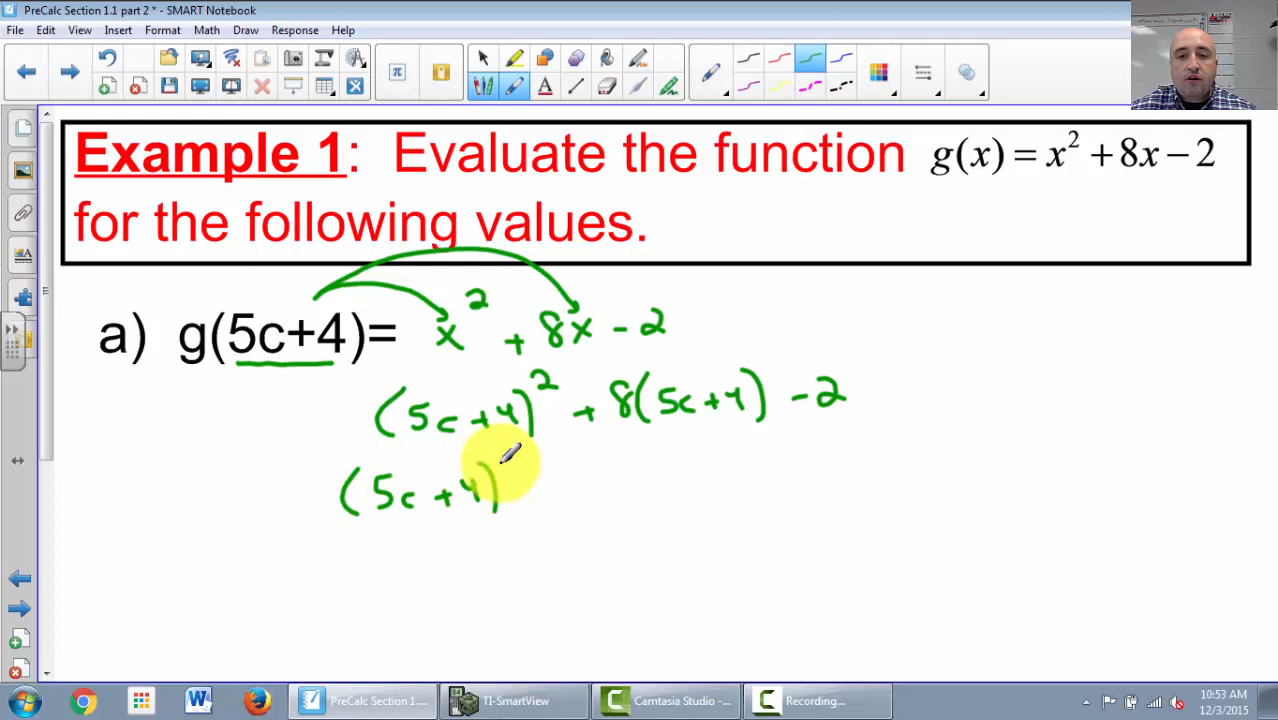 PreCalc Section 1.1 part 2 * - SMART Notebook
File Edit View Insert Format Math Draw Response Help
Example 1: Evaluate the function g(x) = x² + 8x − 2
for the following values.
a) g(5c+4)= x² + 8x - 2
(5c+4)² + 8(5c+4) - 2
(5c+4)
PreCalc Section 1....
TI-SmartView
Camtasia Studio -...
Recording...
10:53 AM
12/3/2015